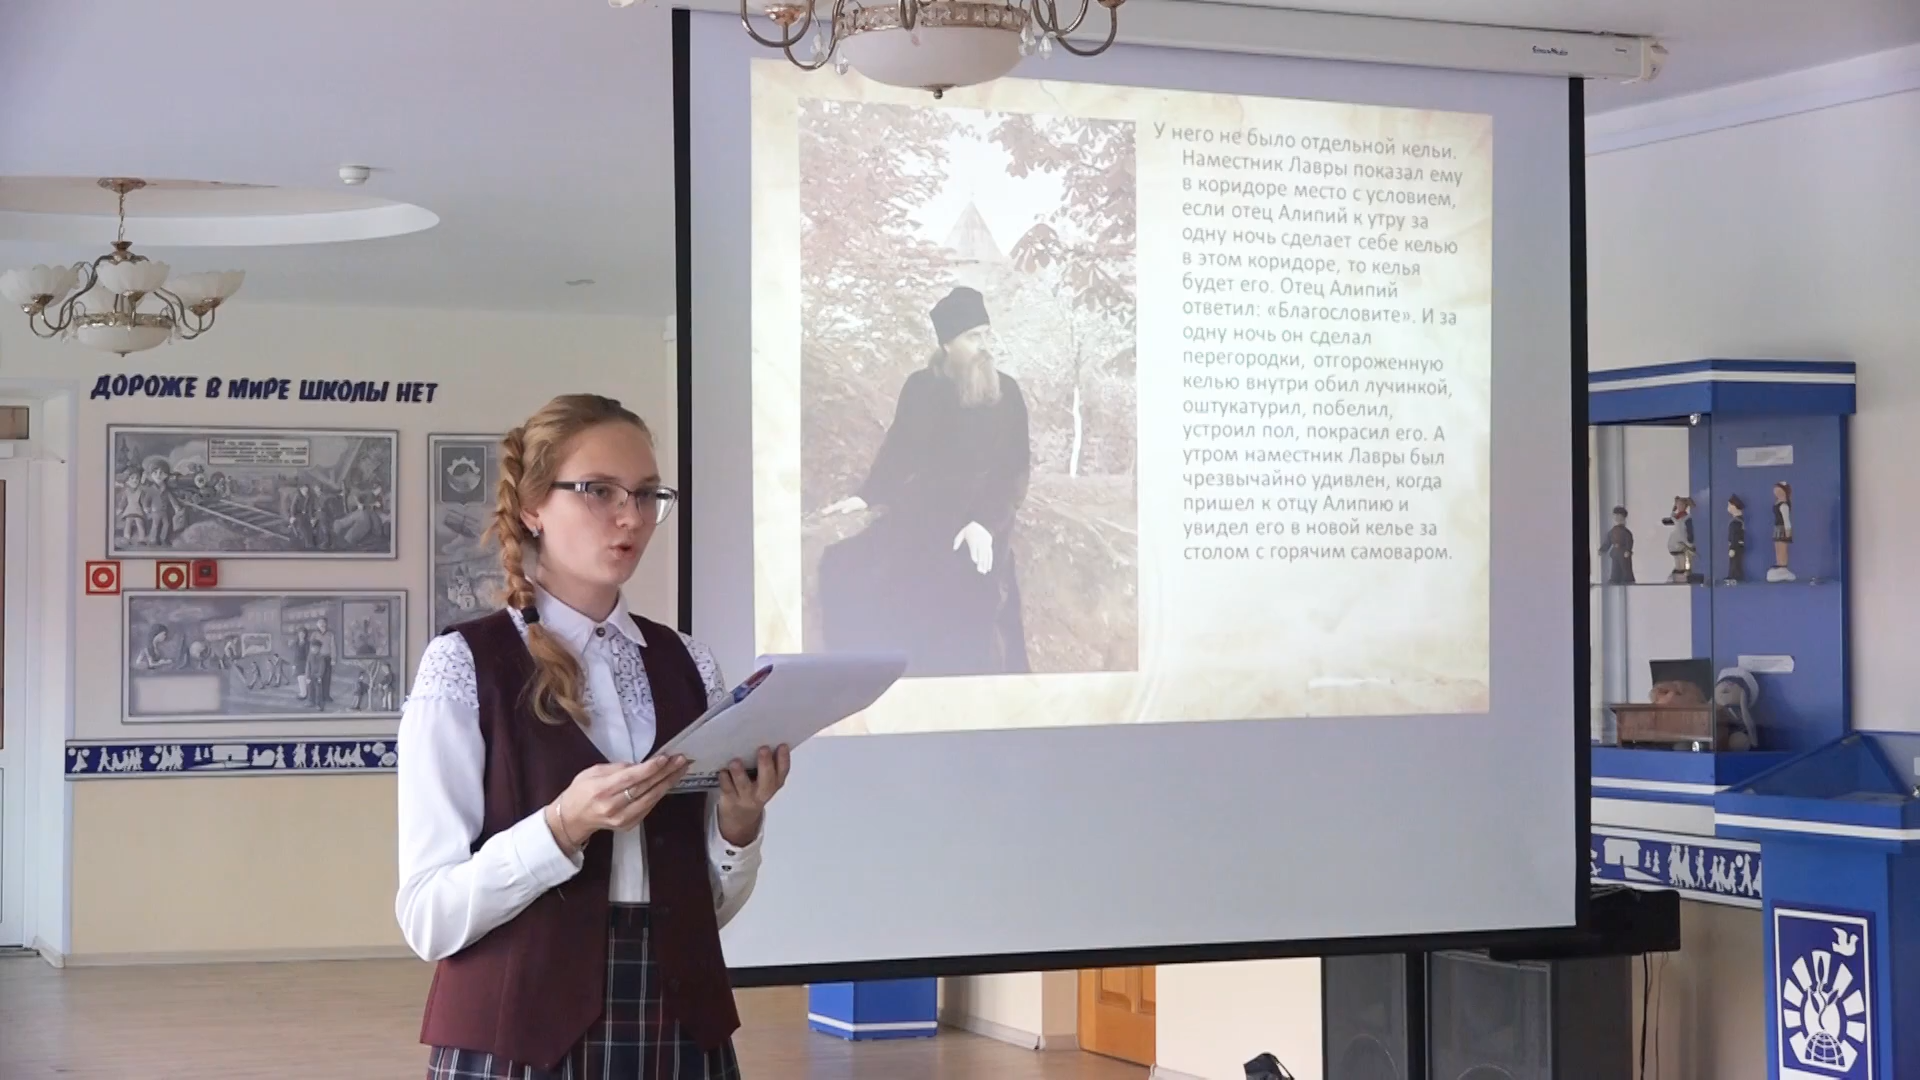 У него не было отдельной кельи.
Наместник Лавры показал ему
в коридоре место с условием,
если отец Алипий к утру за
одну ночь сделает себе келью
в этом коридоре, то келья
будет его. Отец Алипий
ответил: «Благословите». И за
одну ночь он сделал
перегородки, отгороженную
келью внутри обил лучинкой,
оштукатурил, побелил,
устроил пол, покрасил его. А
утром наместник Лавры был
чрезвычайно удивлен, когда
пришел к отцу Алипию и
увидел его в новой келье за
столом с горячим самоваром.
ДОРОЖЕ В МИРЕ ШКОЛЫ НЕТ